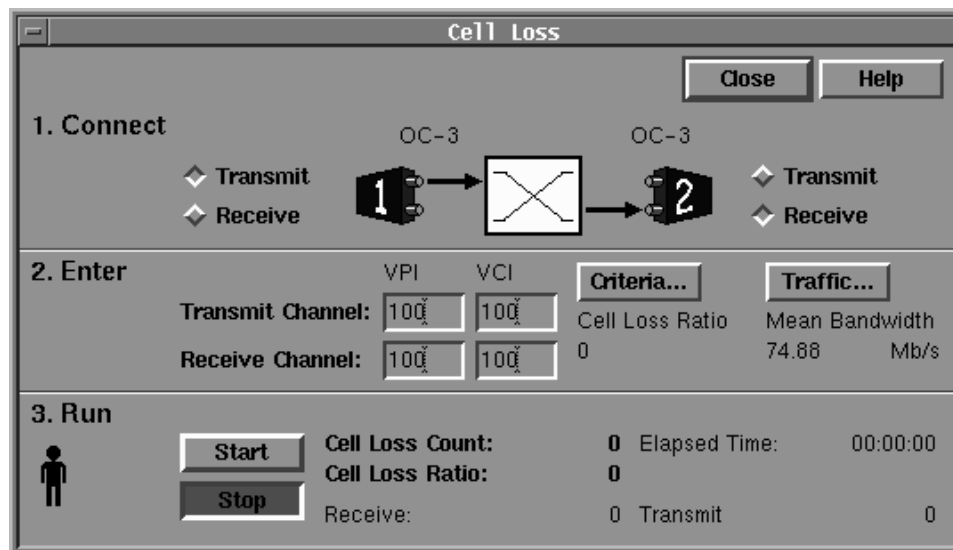 Cell Loss
Close Help
1. Connect
OC-3 OC-3
Transmit Transmit
1 2
Receive Receive
2. Enter VPI VCI Criteria... Traffic...
Transmit Channel: 100 100 Cell Loss Ratio Mean Bandwidth
Receive Channel: 100 100 0 74.88 Mb/s
3. Run
Start Cell Loss Count: 0 Elapsed Time: 00:00:00
Cell Loss Ratio: 0
Stop Receive: 0 Transmit 0